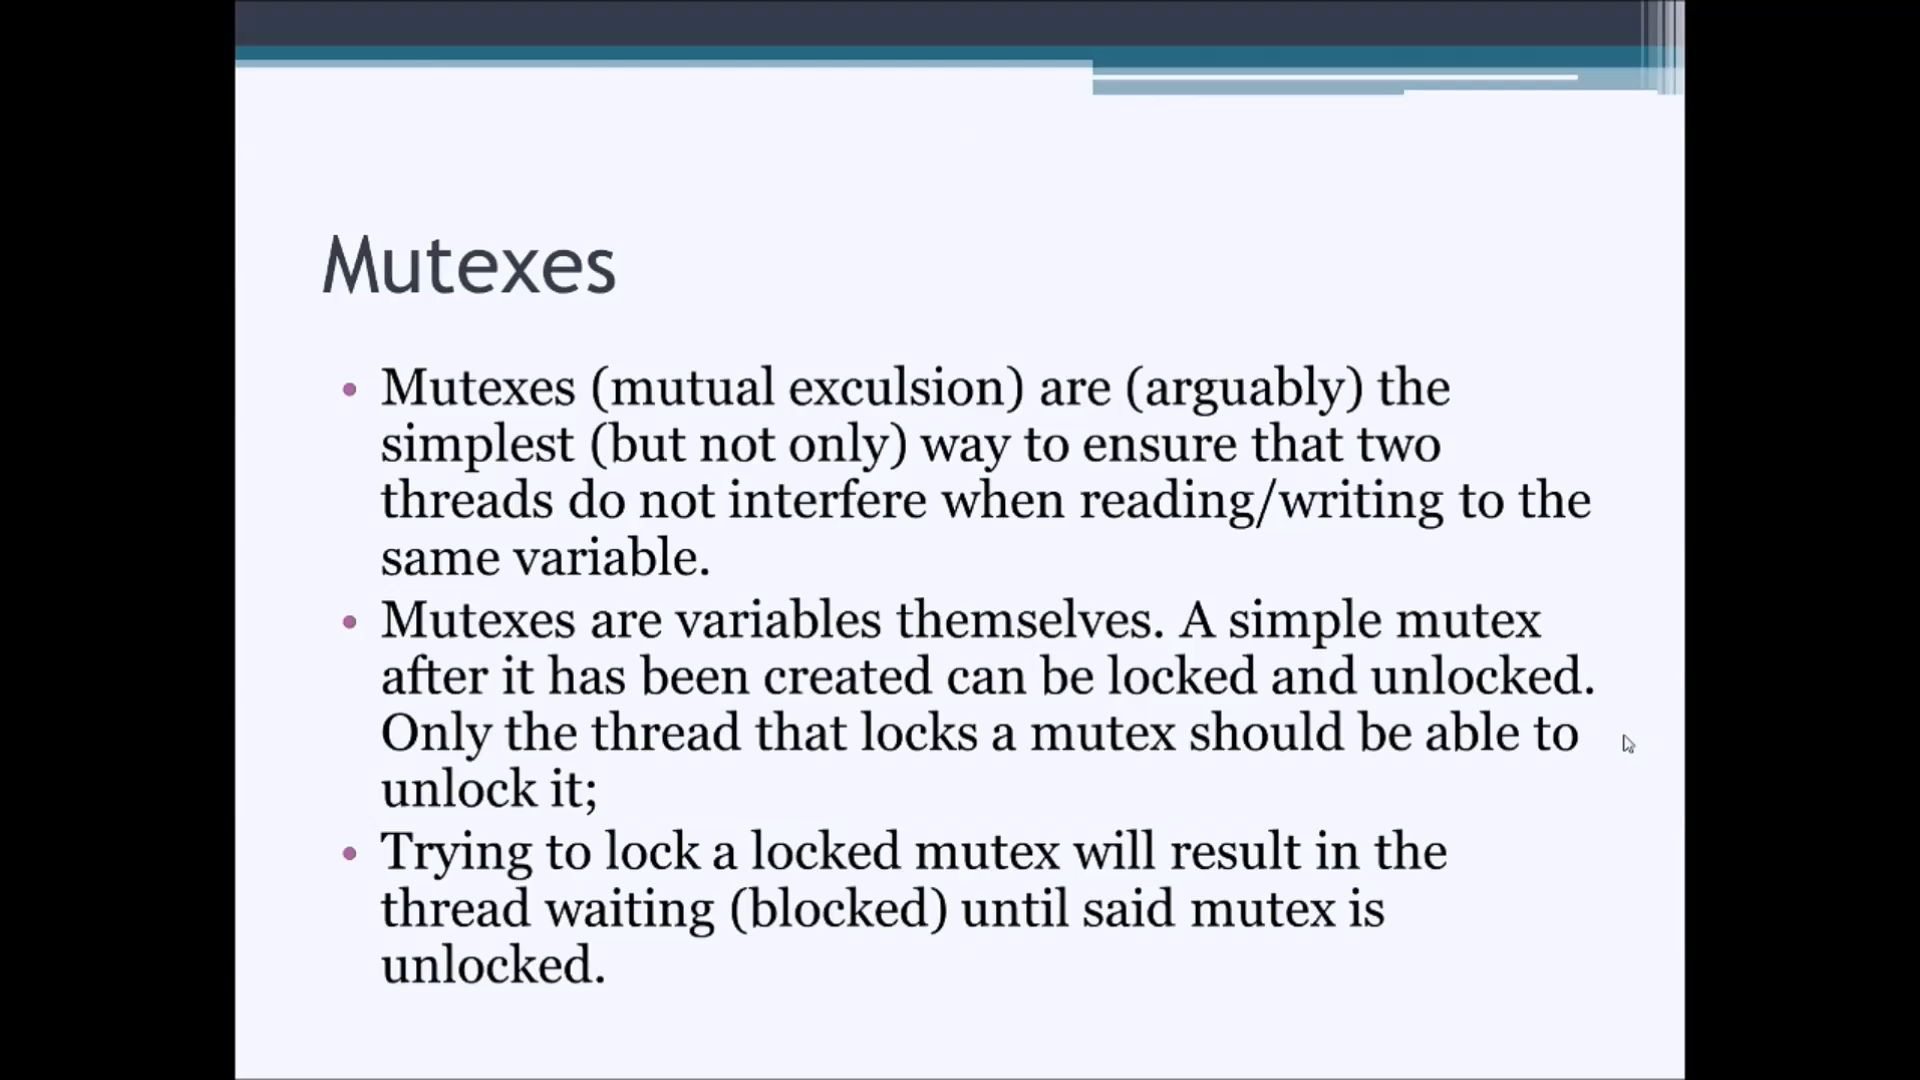 Mutexes
• Mutexes (mutual exculsion) are (arguably) the
simplest (but not only) way to ensure that two
threads do not interfere when reading/writing to the
same variable.
• Mutexes are variables themselves. A simple mutex
after it has been created can be locked and unlocked.
Only the thread that locks a mutex should be able to
unlock it;
• Trying to lock a locked mutex will result in the
thread waiting (blocked) until said mutex is
unlocked.